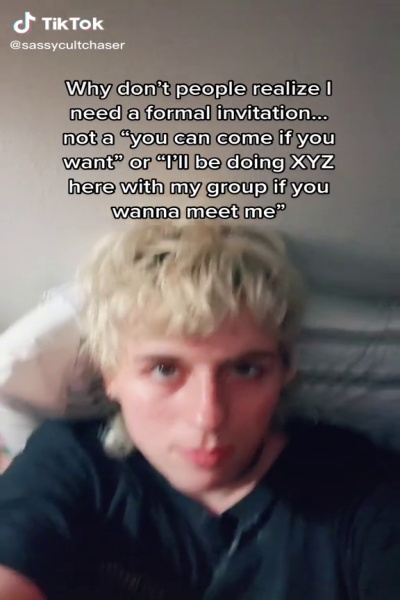 TikTok
@sassycultchaser
Why don't people realize I
need a formal invitation...
not a “you can come if you
want” or “I'll be doing XYZ
here with my group if you
wanna meet me”